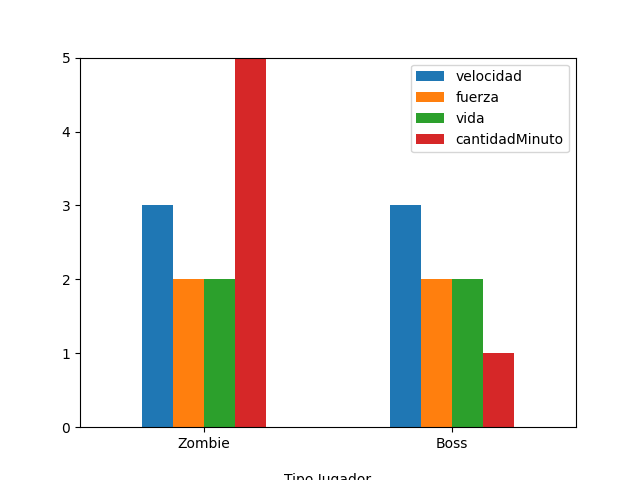 5
4
3
2
1
0
velocidad
fuerza
vida
cantidadMinuto
Zombie
Boss
Tipo Jugador